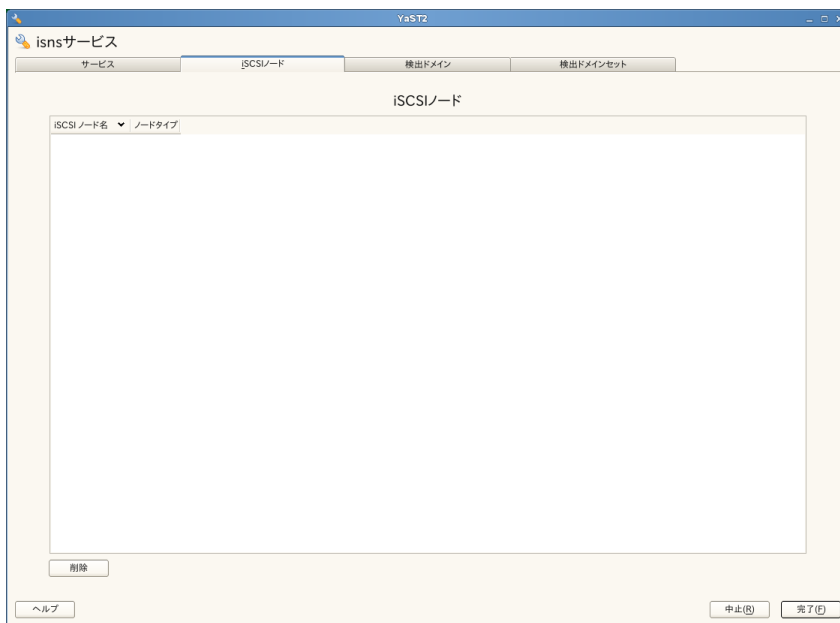 YaST2
isnsサービス
サービス
iSCSIノード
検出ドメイン
検出ドメインセット
iSCSIノード
iSCSI ノード名 ノードタイプ
削除
ヘルプ
中止(R)
完了(F)